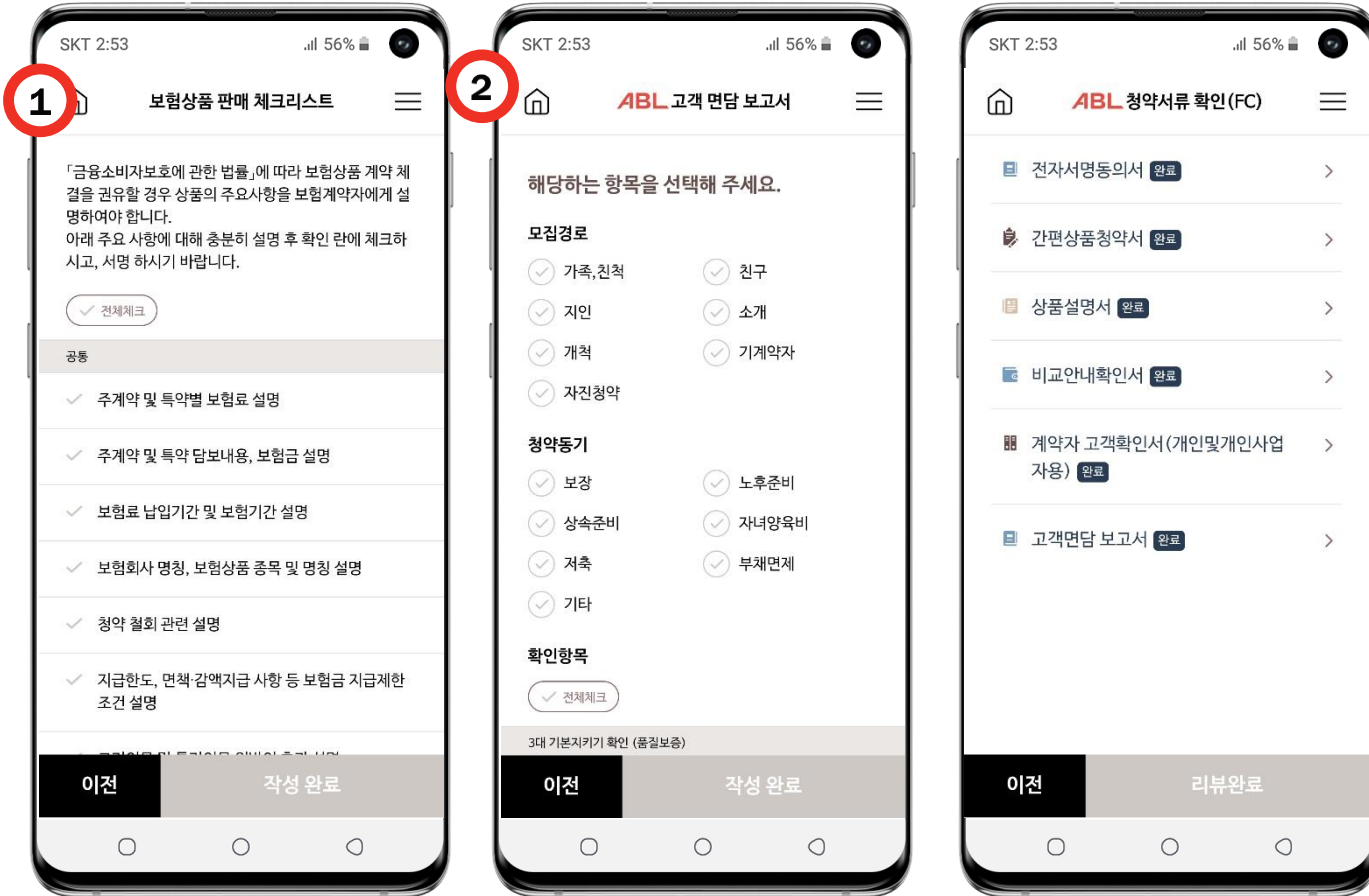 SKT 2:53
56%
1
보험상품 판매 체크리스트
「금융소비자보호에 관한 법률」에 따라 보험상품 계약 체
결을 권유할 경우 상품의 주요사항을 보험계약자에게 설
명하여야 합니다.
아래 주요 사항에 대해 충분히 설명 후 확인 란에 체크하
시고, 서명 하시기 바랍니다.
전체체크
공통
주계약 및 특약별 보험료 설명
주계약 및 특약 담보내용, 보험금 설명
보험료 납입기간 및 보험기간 설명
보험회사 명칭, 보험상품 종목 및 명칭 설명
청약 철회 관련 설명
지급한도, 면책·감액지급 사항 등 보험금 지급제한
조건 설명
이전 작성 완료
SKT 2:53
56%
2
ABL 고객 면담 보고서
해당하는 항목을 선택해 주세요.
모집경로
가족,친척 친구
지인 소개
개척 기계약자
자진청약
청약동기
보장 노후준비
상속준비 자녀양육비
저축 부채면제
기타
확인항목
전체체크
3대 기본지키기 확인 (품질보증)
이전 작성 완료
SKT 2:53
56%
ABL 청약서류 확인(FC)
전자서명동의서 완료
간편상품청약서 완료
상품설명서 완료
비교안내확인서 완료
계약자 고객확인서(개인및개인사업
자용) 완료
고객면담 보고서 완료
이전 리뷰완료